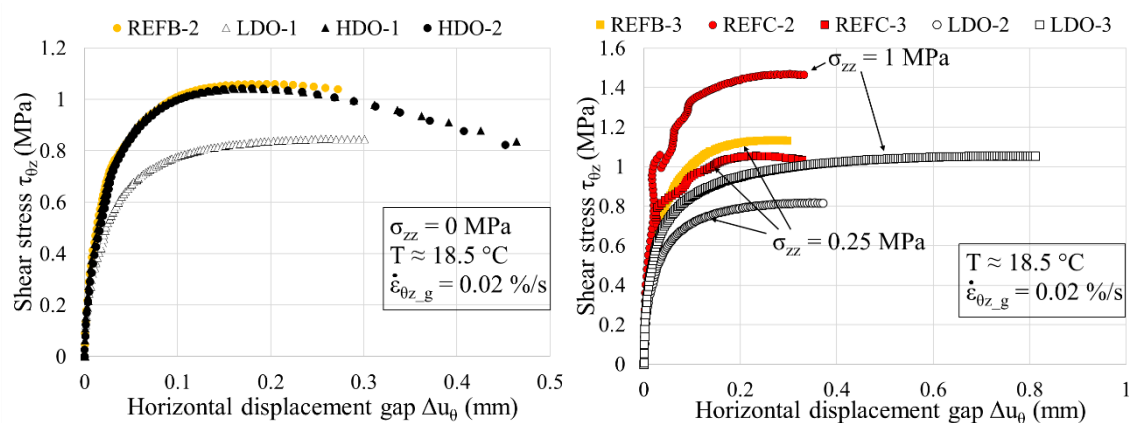 REFB-2 LDO-1 HDO-1 HDO-2
1.2
1
0.8
0.6
0.4
0.2
0
Shear stress τθz (MPa)
σzz = 0 MPa
T ≈ 18.5 °C
ε̇θz_g = 0.02 %/s
0 0.1 0.2 0.3 0.4 0.5
Horizontal displacement gap Δuθ (mm)
REFB-3 REFC-2 REFC-3 LDO-2 LDO-3
1.6
1.4
1.2
1
0.8
0.6
0.4
0.2
0
Shear stress τθz (MPa)
σzz = 1 MPa
σzz = 0.25 MPa
T ≈ 18.5 °C
ε̇θz_g = 0.02 %/s
0 0.2 0.4 0.6 0.8 1
Horizontal displacement gap Δuθ (mm)